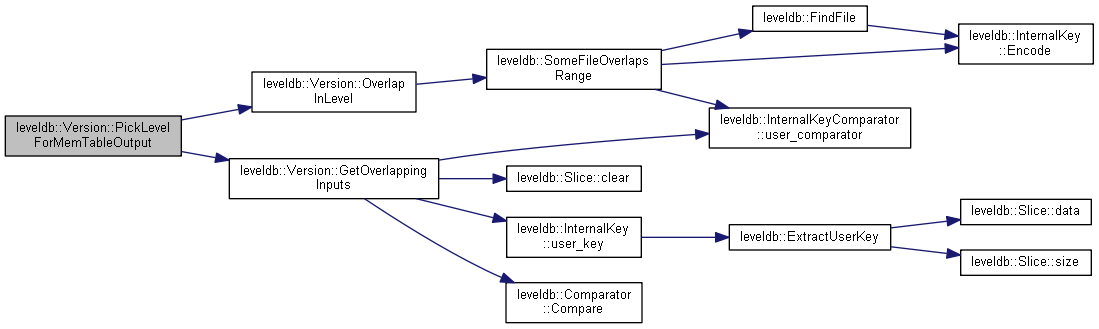 leveldb::Version::PickLevel
ForMemTableOutput
leveldb::Version::Overlap
InLevel
leveldb::Version::GetOverlapping
Inputs
leveldb::SomeFileOverlaps
Range
leveldb::Slice::clear
leveldb::InternalKey
::user_key
leveldb::Comparator
::Compare
leveldb::FindFile
leveldb::InternalKeyComparator
::user_comparator
leveldb::ExtractUserKey
leveldb::InternalKey
::Encode
leveldb::Slice::data
leveldb::Slice::size